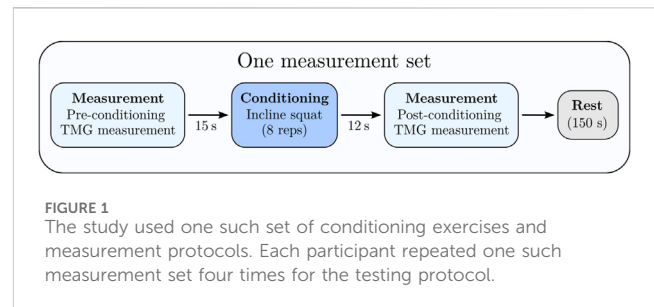 One measurement set
Measurement
Pre-conditioning
TMG measurement
15 s
Conditioning
Incline squat
(8 reps)
12 s
Measurement
Post-conditioning
TMG measurement
Rest
(150 s)
FIGURE 1
The study used one such set of conditioning exercises and
measurement protocols. Each participant repeated one such
measurement set four times for the testing protocol.